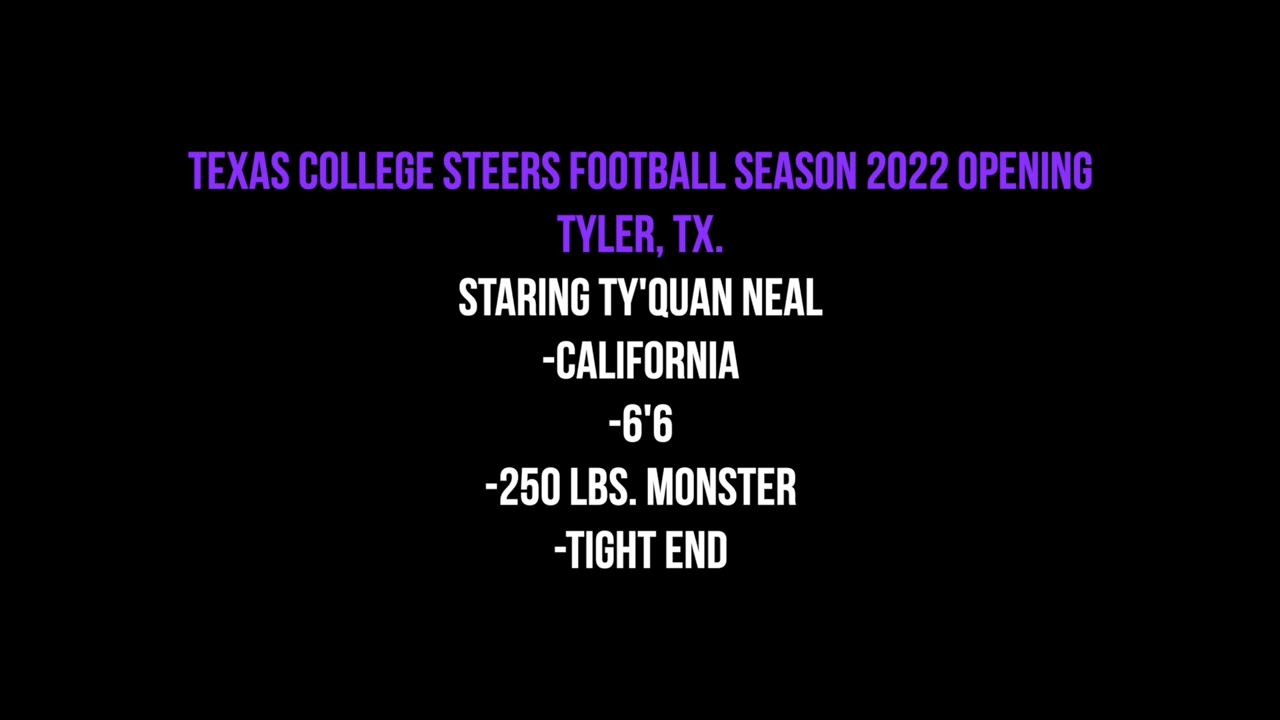 TEXAS COLLEGE STEERS FOOTBALL SEASON 2022 OPENING
TYLER, TX.
STARING TY'QUAN NEAL
-CALIFORNIA
-6'6
-250 LBS. MONSTER
-TIGHT END